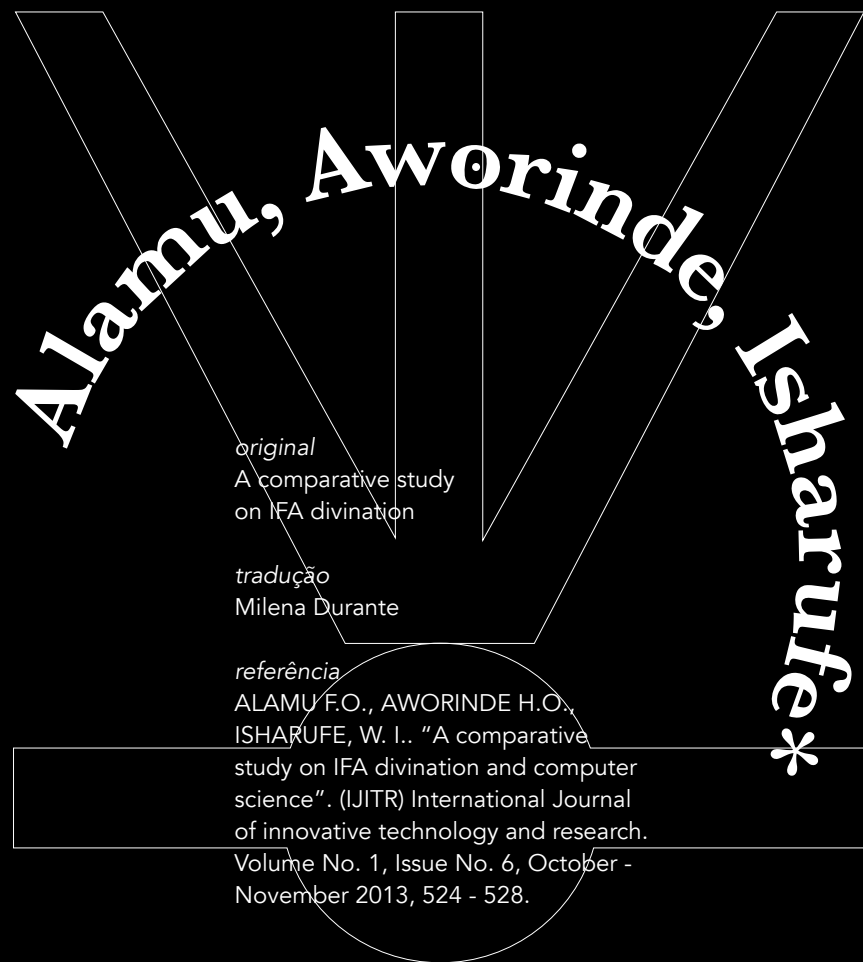 Alamu, Aworinde, Isharufe*
original
A comparative study
on IFA divination
tradução
Milena Durante
referência
ALAMU F.O., AWORINDE H.O.,
ISHARUFE, W. I.. “A comparative
study on IFA divination and computer
science”. (IJITR) International Journal
of innovative technology and research.
Volume No. 1, Issue No. 6, October -
November 2013, 524 - 528.